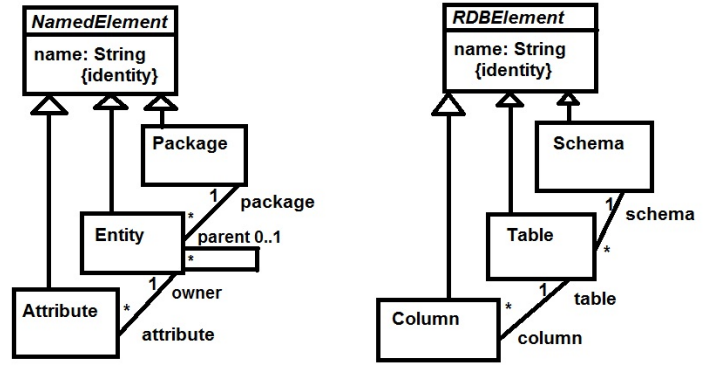 NamedElement
name: String
{identity}
Package
1
package
*
Entity
parent 0..1
*
1
owner
Attribute
*
attribute
RDBElement
name: String
{identity}
Schema
1
schema
*
Table
1
table
Column
*
column